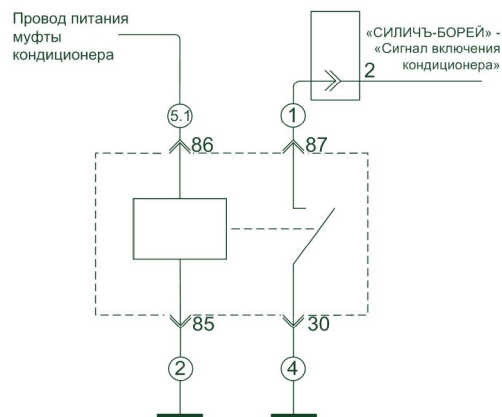 Провод питания
муфты
кондиционера
«СИЛИЧЪ-БОРЕЙ» -
«Сигнал включения
кондиционера»
2
5.1
1
86
87
85
30
2
4